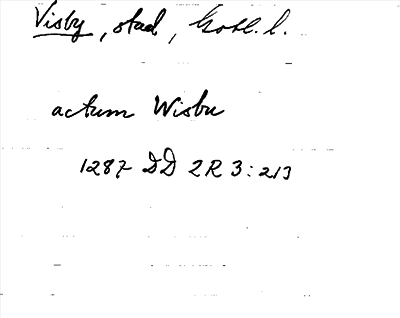 Visby, stad, Gotl. l.
actum Wisbu
1287 DD 2R 3:213